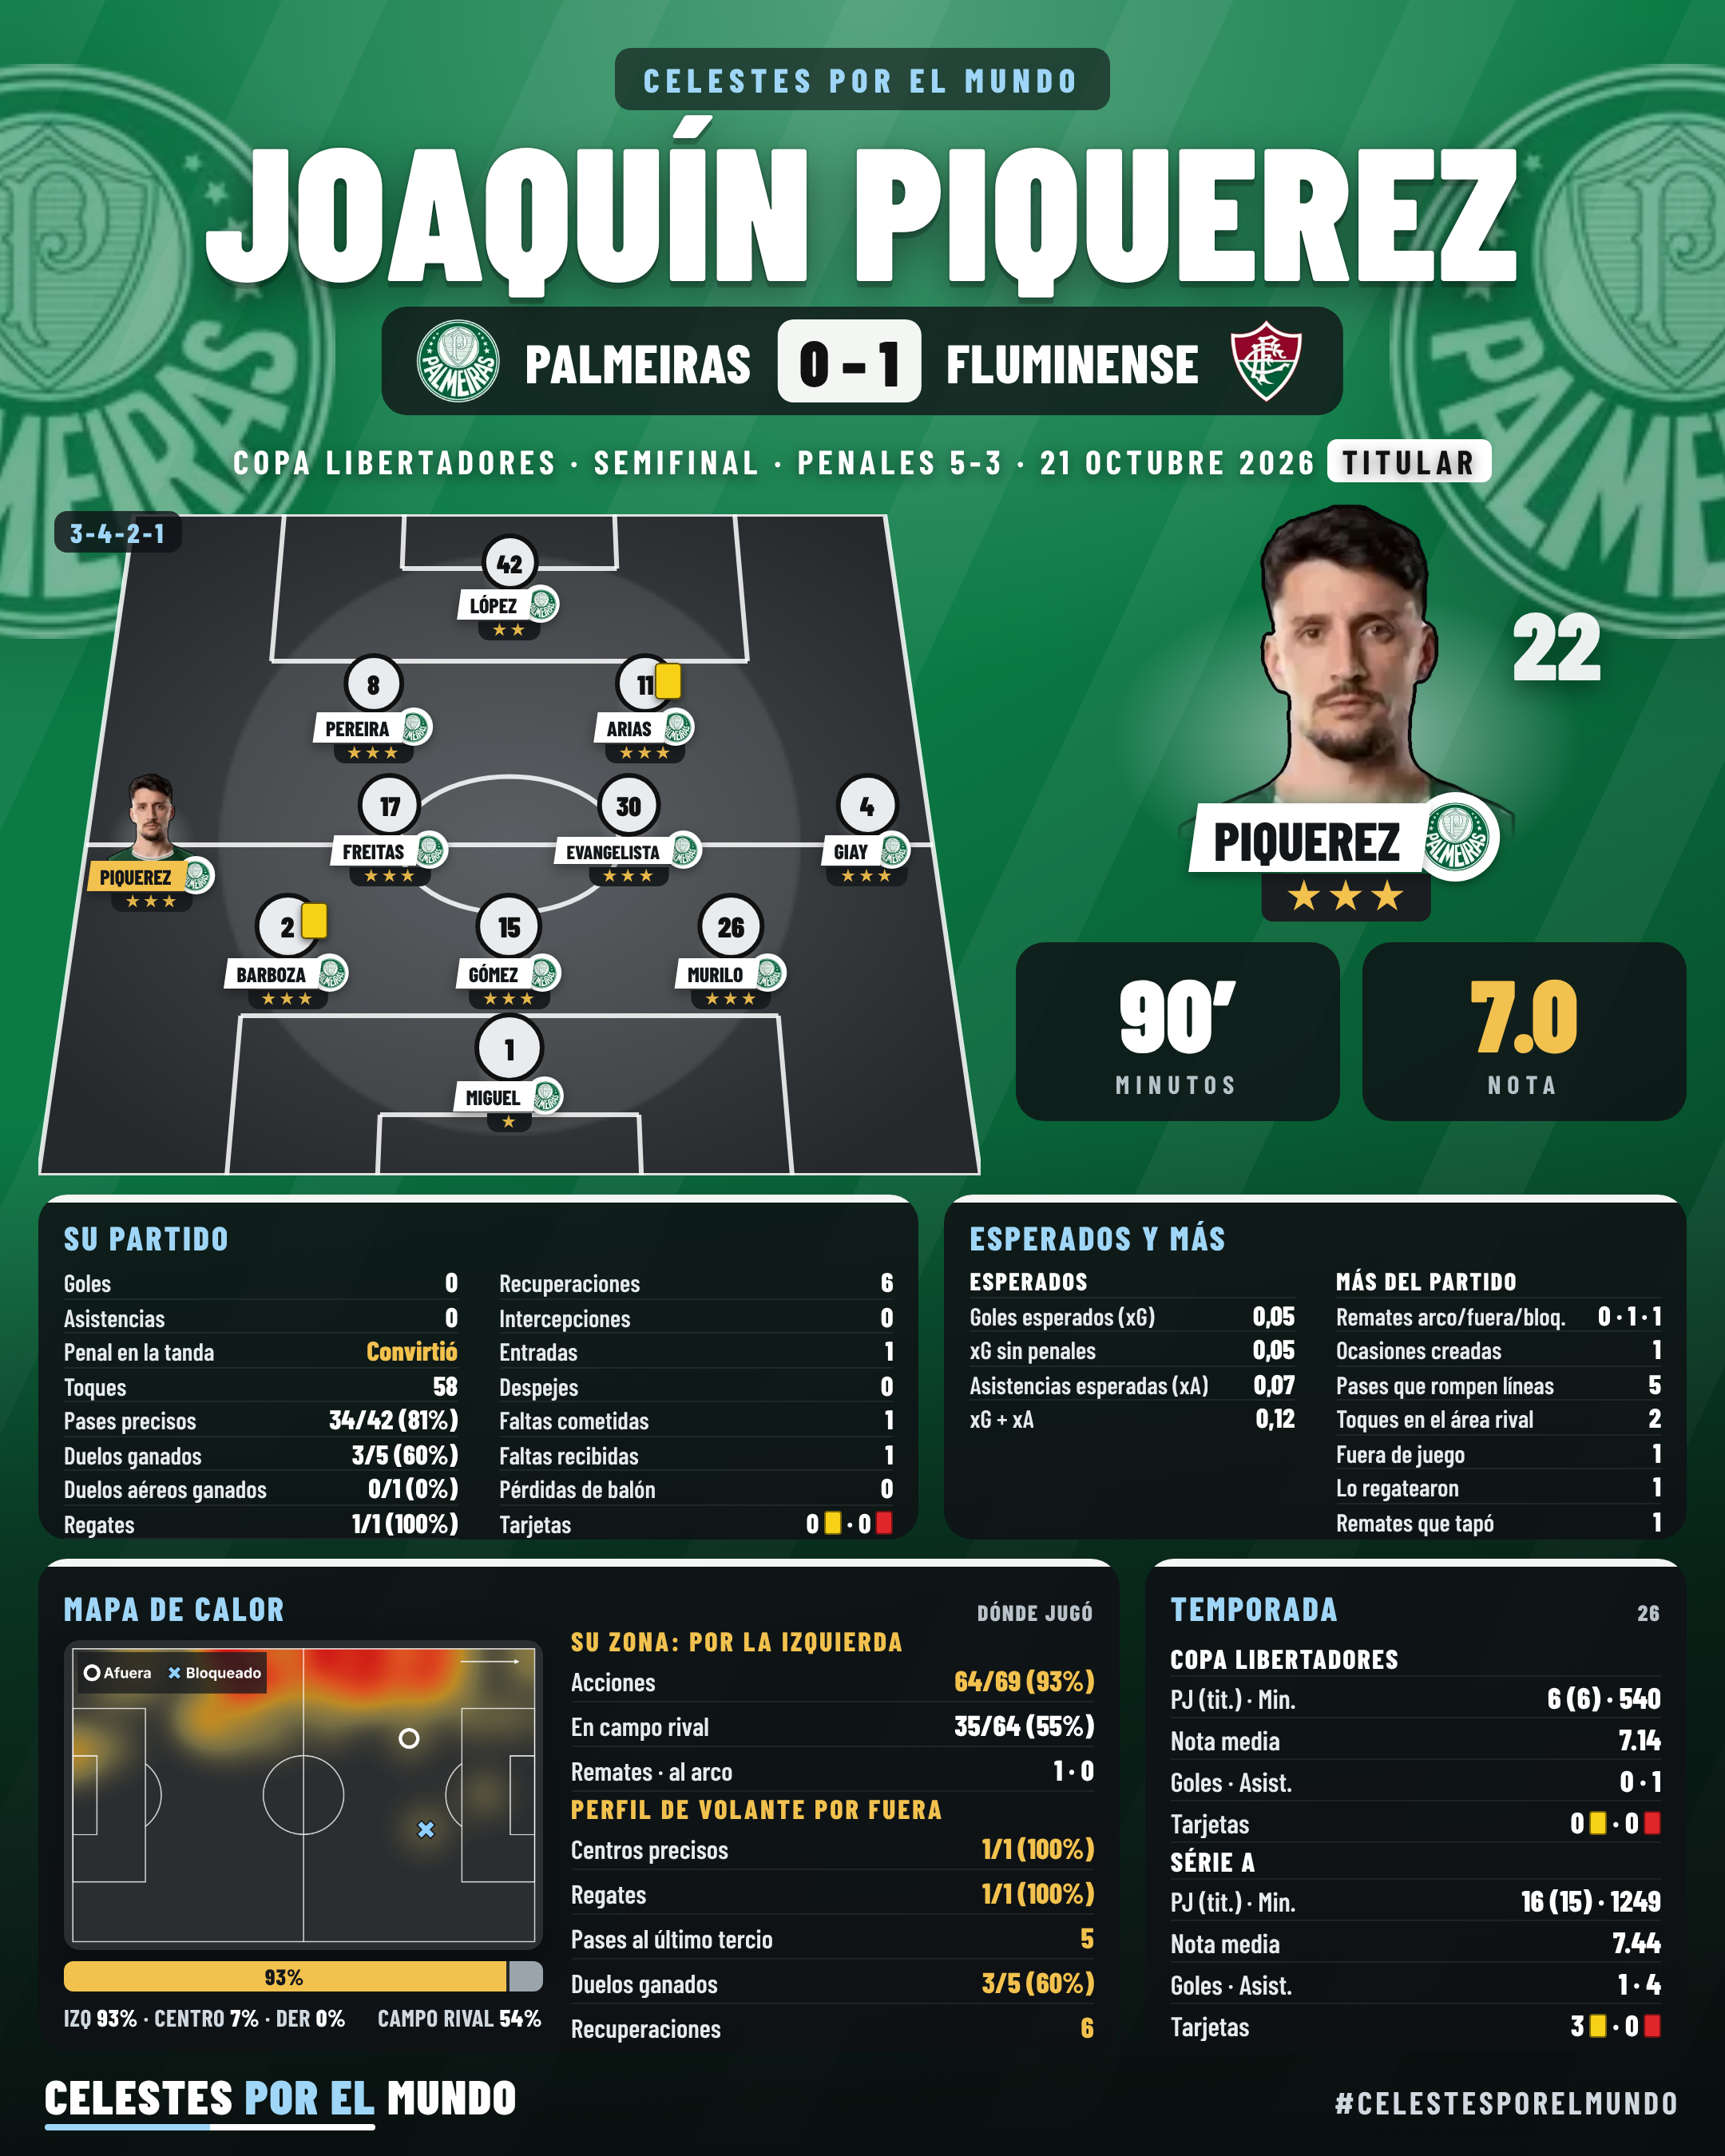 CELESTES POR EL MUNDO
JOAQUÍN PIQUEREZ
PALMEIRAS 0 - 1 FLUMINENSE
COPA LIBERTADORES · SEMIFINAL · PENALES 5-3 · 21 OCTUBRE 2026 TITULAR
3-4-2-1
42
LÓPEZ
8
PEREIRA
11
ARIAS
PIQUEREZ
17
FREITAS
30
EVANGELISTA
4
GIAY
2
BARBOZA
15
GÓMEZ
26
MURILO
1
MIGUEL
22
PIQUEREZ
PALMEIRAS
90′
MINUTOS
7.0
NOTA
SU PARTIDO
Goles 0
Asistencias 0
Penal en la tanda Convirtió
Toques 58
Pases precisos 34/42 (81%)
Duelos ganados 3/5 (60%)
Duelos aéreos ganados 0/1 (0%)
Regates 1/1 (100%)
Recuperaciones 6
Intercepciones 0
Entradas 1
Despejes 0
Faltas cometidas 1
Faltas recibidas 1
Pérdidas de balón 0
Tarjetas 0 · 0
ESPERADOS Y MÁS
ESPERADOS
Goles esperados (xG) 0,05
xG sin penales 0,05
Asistencias esperadas (xA) 0,07
xG + xA 0,12
MÁS DEL PARTIDO
Remates arco/fuera/bloq. 0 · 1 · 1
Ocasiones creadas 1
Pases que rompen líneas 5
Toques en el área rival 2
Fuera de juego 1
Lo regatearon 1
Remates que tapó 1
MAPA DE CALOR
DÓNDE JUGÓ
Afuera Bloqueado
93%
IZQ 93% · CENTRO 7% · DER 0% CAMPO RIVAL 54%
SU ZONA: POR LA IZQUIERDA
Acciones 64/69 (93%)
En campo rival 35/64 (55%)
Remates · al arco 1 · 0
PERFIL DE VOLANTE POR FUERA
Centros precisos 1/1 (100%)
Regates 1/1 (100%)
Pases al último tercio 5
Duelos ganados 3/5 (60%)
Recuperaciones 6
TEMPORADA 26
COPA LIBERTADORES
PJ (tit.) · Min. 6 (6) · 540
Nota media 7.14
Goles · Asist. 0 · 1
Tarjetas 0 · 0
SÉRIE A
PJ (tit.) · Min. 16 (15) · 1249
Nota media 7.44
Goles · Asist. 1 · 4
Tarjetas 3 · 0
CELESTES POR EL MUNDO
#CELESTESPORELMUNDO